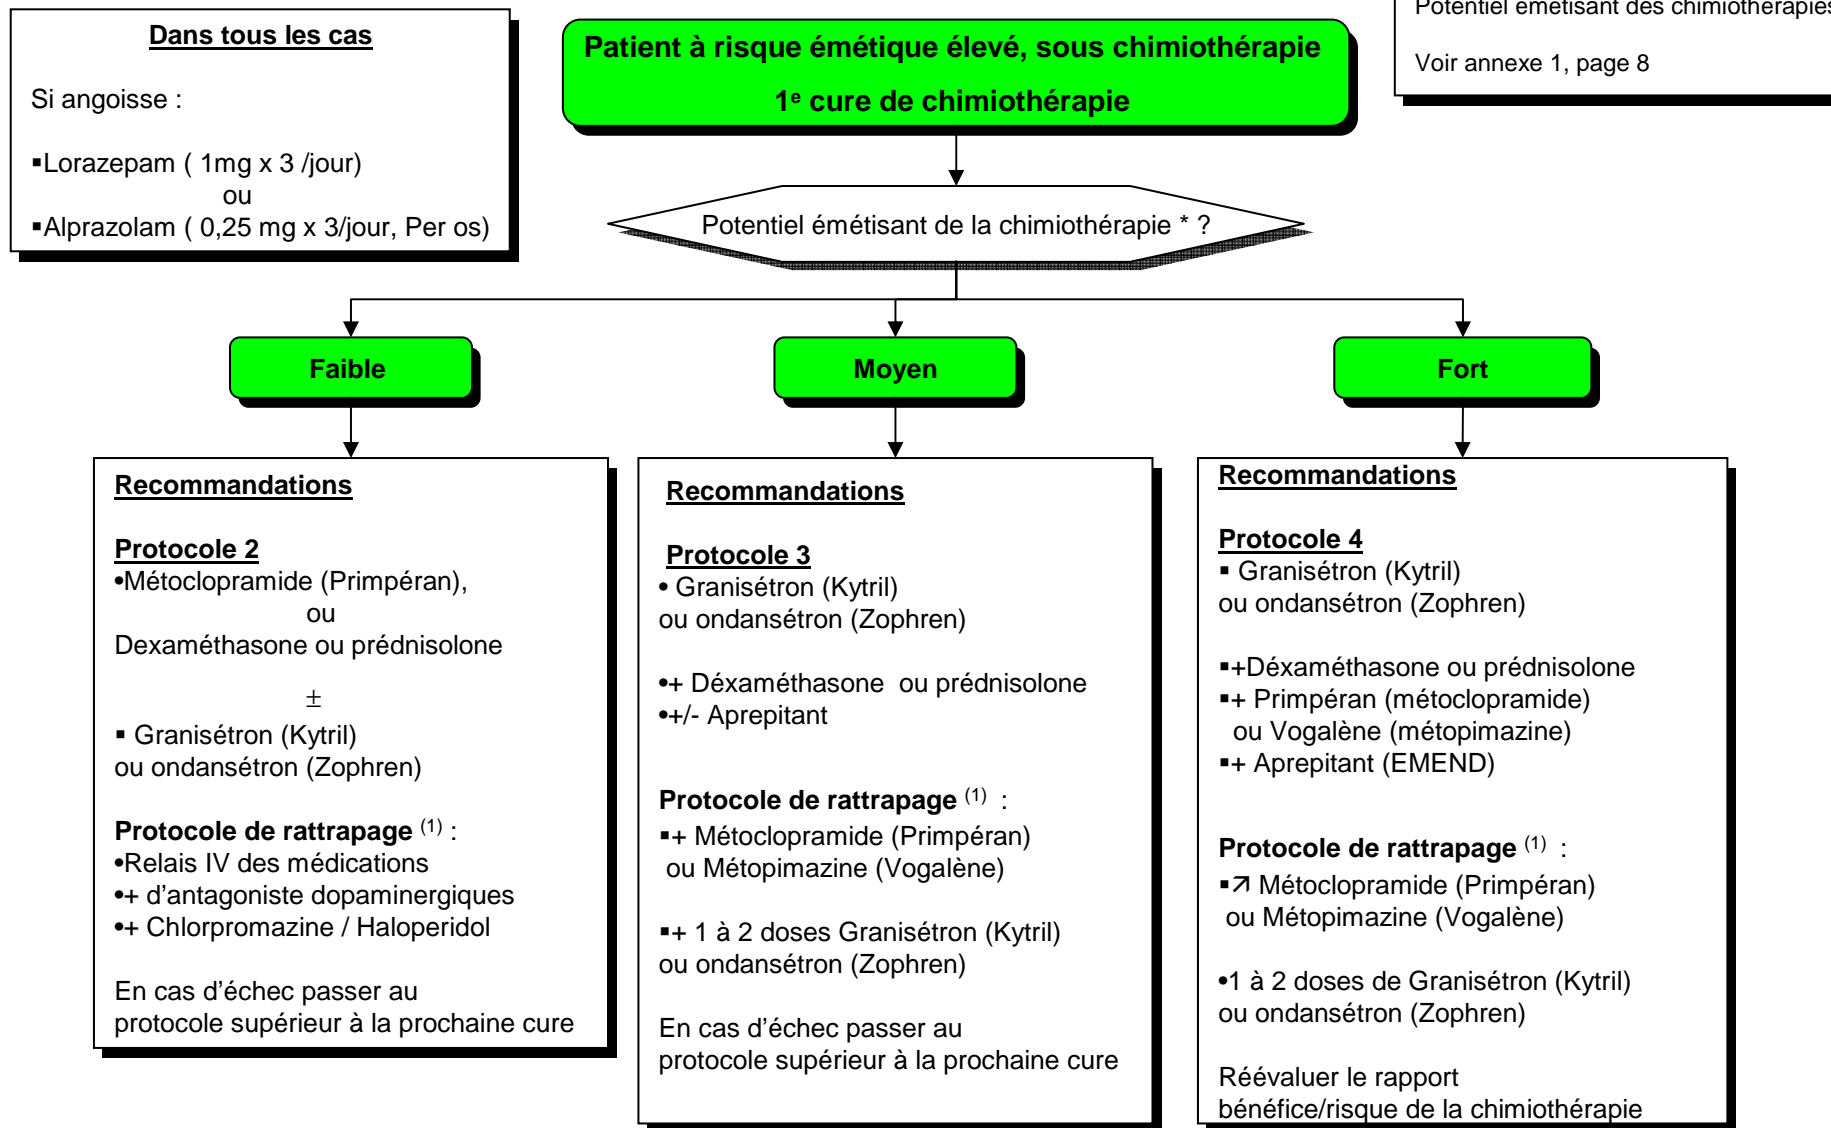 Dans tous les cas
Si angoisse :
▪Lorazepam ( 1mg x 3 /jour)
ou
▪Alprazolam ( 0,25 mg x 3/jour, Per os)
Patient à risque émétique élevé, sous chimiothérapie
1e cure de chimiothérapie
Potentiel émétisant des chimiothérapies
Voir annexe 1, page 8
Potentiel émétisant de la chimiothérapie * ?
Faible
Moyen
Fort
Recommandations
Protocole 2
•Métoclopramide (Primpéran),
ou
Dexaméthasone ou prédnisolone
±
▪ Granisétron (Kytril)
ou ondansétron (Zophren)
Protocole de rattrapage (1) :
•Relais IV des médications
•+ d'antagoniste dopaminergiques
•+ Chlorpromazine / Haloperidol
En cas d'échec passer au
protocole supérieur à la prochaine cure
Recommandations
Protocole 3
• Granisétron (Kytril)
ou ondansétron (Zophren)
•+ Déxaméthasone ou prédnisolone
•+/- Aprepitant
Protocole de rattrapage (1) :
▪+ Métoclopramide (Primpéran)
ou Métopimazine (Vogalène)
▪+ 1 à 2 doses Granisétron (Kytril)
ou ondansétron (Zophren)
En cas d'échec passer au
protocole supérieur à la prochaine cure
Recommandations
Protocole 4
▪ Granisétron (Kytril)
ou ondansétron (Zophren)
▪+Déxaméthasone ou prédnisolone
▪+ Primpéran (métoclopramide)
ou Vogalène (métopimazine)
▪+ Aprepitant (EMEND)
Protocole de rattrapage (1) :
▪↗ Métoclopramide (Primpéran)
ou Métopimazine (Vogalène)
•1 à 2 doses de Granisétron (Kytril)
ou ondansétron (Zophren)
Réévaluer le rapport
bénéfice/risque de la chimiothérapie